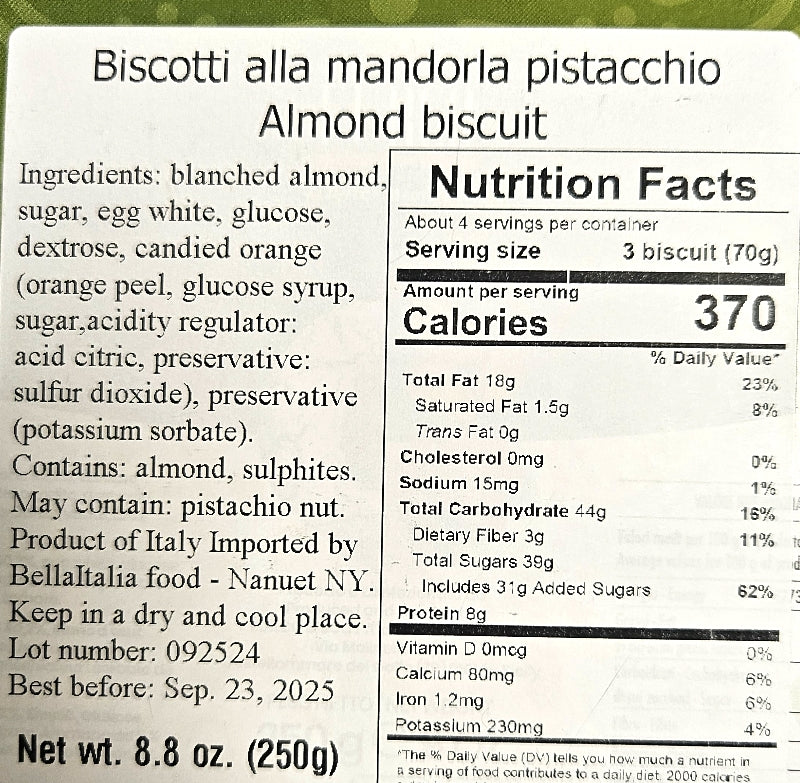 Biscotti alla mandorla pistacchio
Almond biscuit
Ingredients: blanched almond,
sugar, egg white, glucose,
dextrose, candied orange
(orange peel, glucose syrup,
sugar,acidity regulator:
acid citric, preservative:
sulfur dioxide), preservative
(potassium sorbate).
Contains: almond, sulphites.
May contain: pistachio nut.
Product of Italy Imported by
BellaItalia food - Nanuet NY.
Keep in a dry and cool place.
Lot number: 092524
Best before: Sep. 23, 2025
Net wt. 8.8 oz. (250g)
Nutrition Facts
About 4 servings per container
Serving size 3 biscuit (70g)
Amount per serving
Calories 370
% Daily Value*
Total Fat 18g 23%
Saturated Fat 1.5g 8%
Trans Fat 0g
Cholesterol 0mg 0%
Sodium 15mg 1%
Total Carbohydrate 44g 16%
Dietary Fiber 3g 11%
Total Sugars 39g
Includes 31g Added Sugars 62%
Protein 8g
Vitamin D 0mcg 0%
Calcium 80mg 6%
Iron 1.2mg 6%
Potassium 230mg 4%
*The % Daily Value (DV) tells you how much a nutrient in
a serving of food contributes to a daily diet. 2000 calories